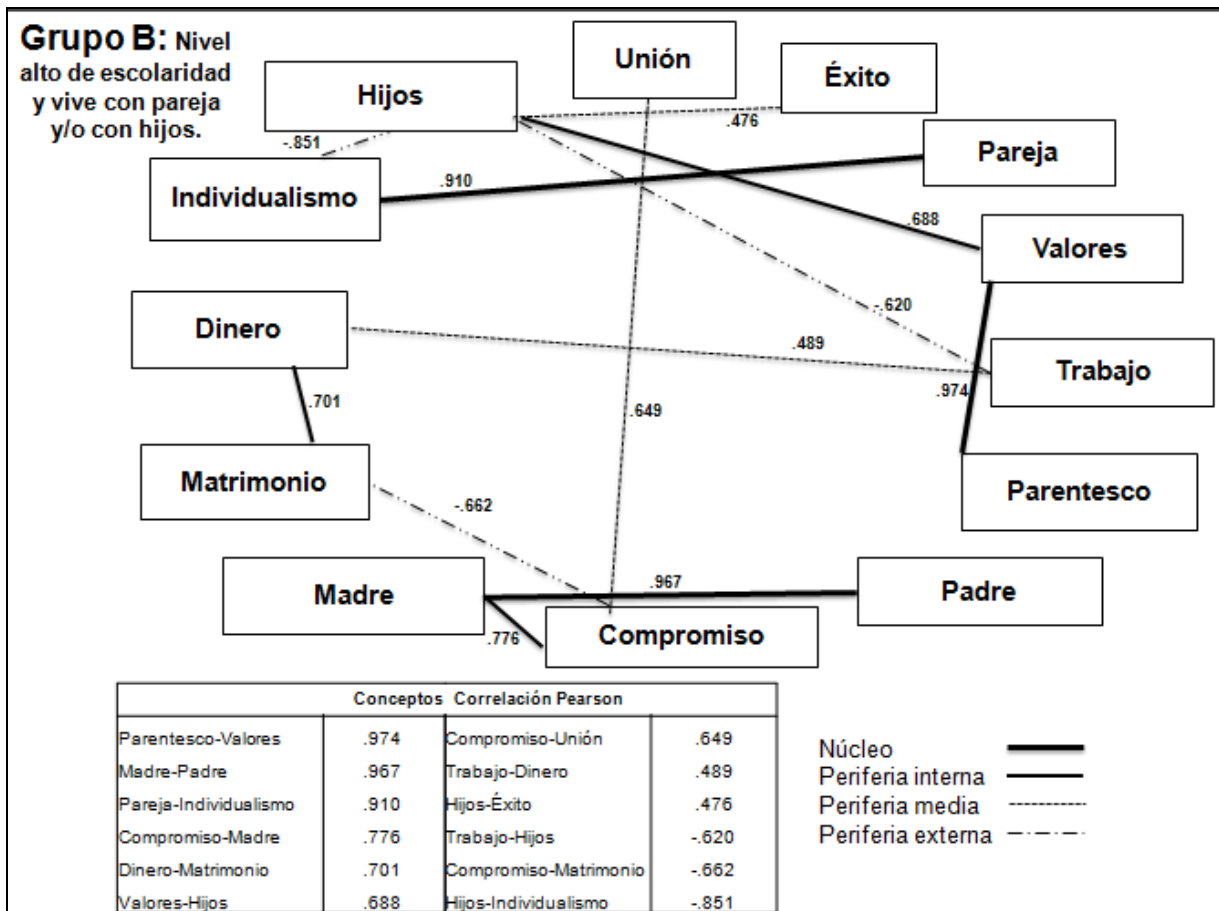 Grupo B: Nivel
alto de escolaridad
y vive con pareja
y/o con hijos.
Unión
Éxito
Hijos
.476
-.851
Pareja
Individualismo
.910
.688
Valores
-.620
Dinero
.489
Trabajo
.974
.701
.649
Matrimonio
-.662
Parentesco
Madre
.967
Padre
.776
Compromiso
Conceptos Correlación Pearson
Parentesco-Valores .974 Compromiso-Unión .649
Madre-Padre .967 Trabajo-Dinero .489
Pareja-Individualismo .910 Hijos-Éxito .476
Compromiso-Madre .776 Trabajo-Hijos -.620
Dinero-Matrimonio .701 Compromiso-Matrimonio -.662
Valores-Hijos .688 Hijos-Individualismo -.851
Núcleo
Periferia interna
Periferia media
Periferia externa